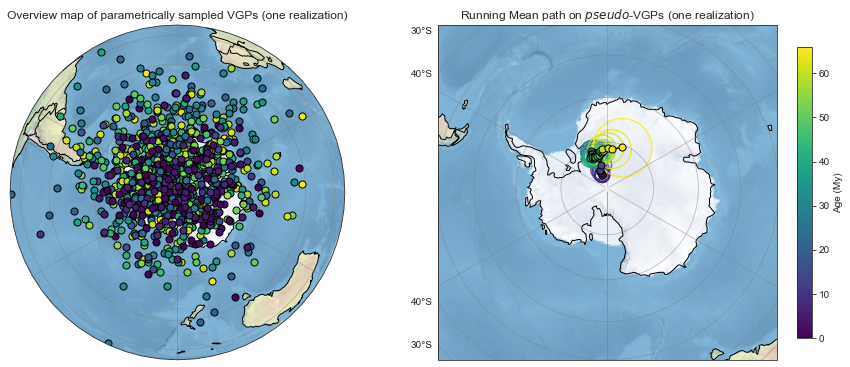 Overview map of parametrically sampled VGPs (one realization)
Running Mean path on pseudo-VGPs (one realization)
30°S
40°S
40°S
30°S
60
50
40
30
20
10
0
Age (My)